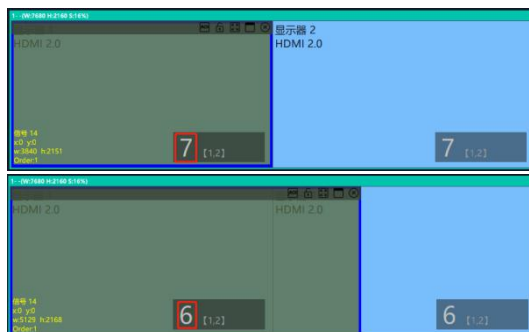 1- -(W:7680 H:2160 S:16%)
显示器 2
HDMI 2.0
HDMI 2.0
信号 14
x:0 y:0
w:3840 h:2151
Order:1
7 【1,2】
7 【1,2】
1- -(W:7680 H:2160 S:16%)
HDMI 2.0
HDMI 2.0
信号 14
x:0 y:0
w:5129 h:2168
Order:1
6 【1,2】
6 【1,2】